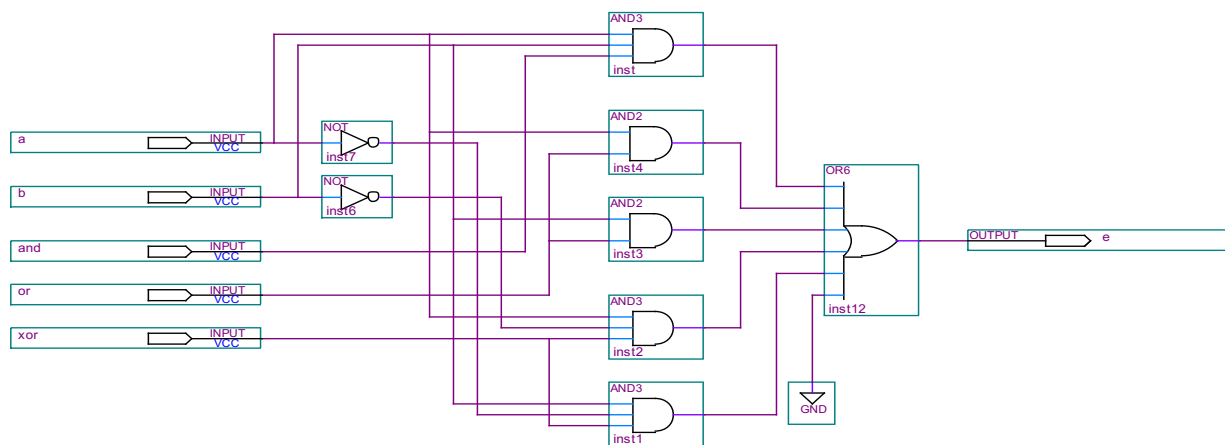 AND3
inst
a
INPUT
VCC
NOT
inst7
AND2
inst4
OR6
b
INPUT
VCC
NOT
inst6
AND2
inst3
OUTPUT
e
and
INPUT
VCC
or
INPUT
VCC
AND3
inst2
inst12
xor
INPUT
VCC
AND3
inst1
GND